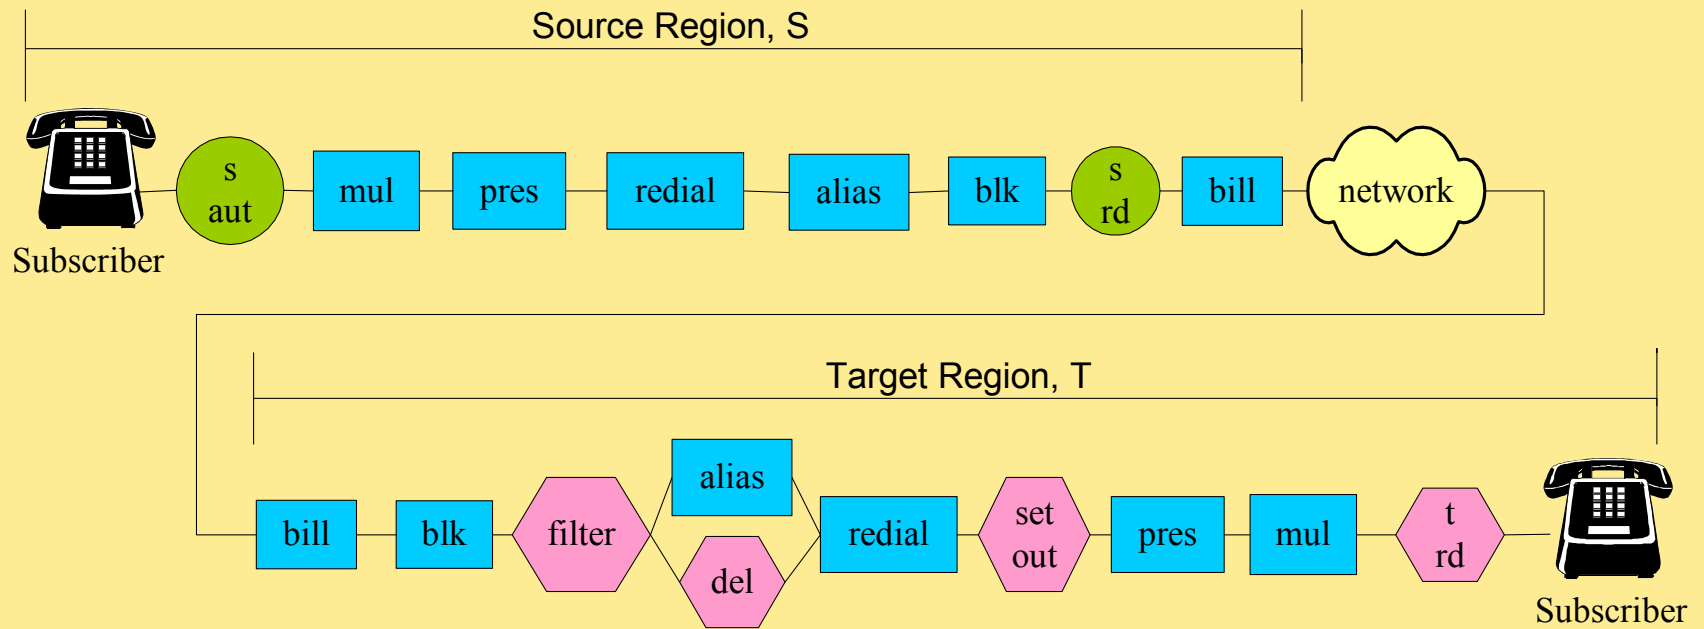 Source Region, S
s
aut
mul
pres
redial
alias
blk
s
rd
bill
network
Subscriber
Target Region, T
bill
blk
filter
alias
del
redial
set
out
pres
mul
t
rd
Subscriber